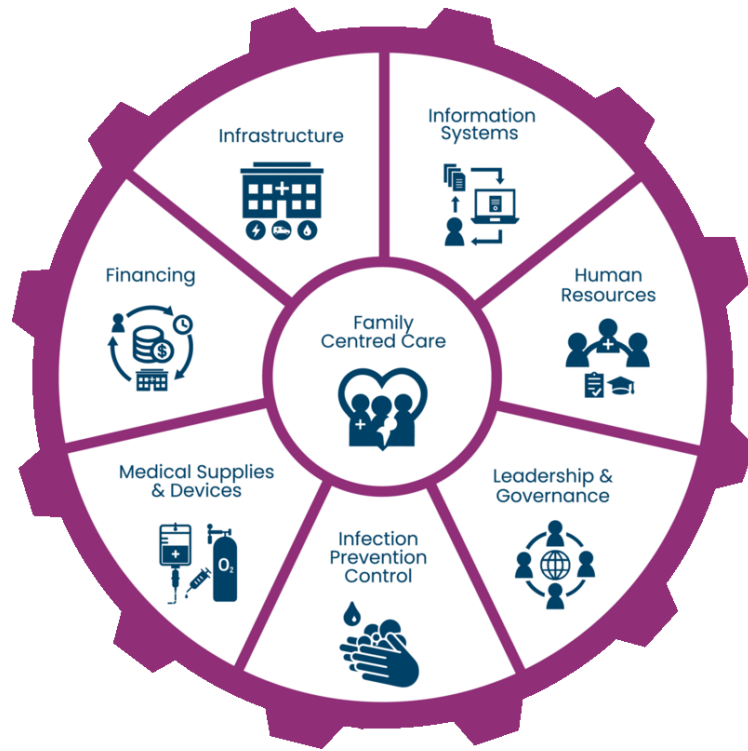 Infrastructure
Information
Systems
Financing
Human
Resources
Family
Centred Care
$
Medical Supplies
& Devices
Leadership &
Governance
Infection
Prevention
Control
O2